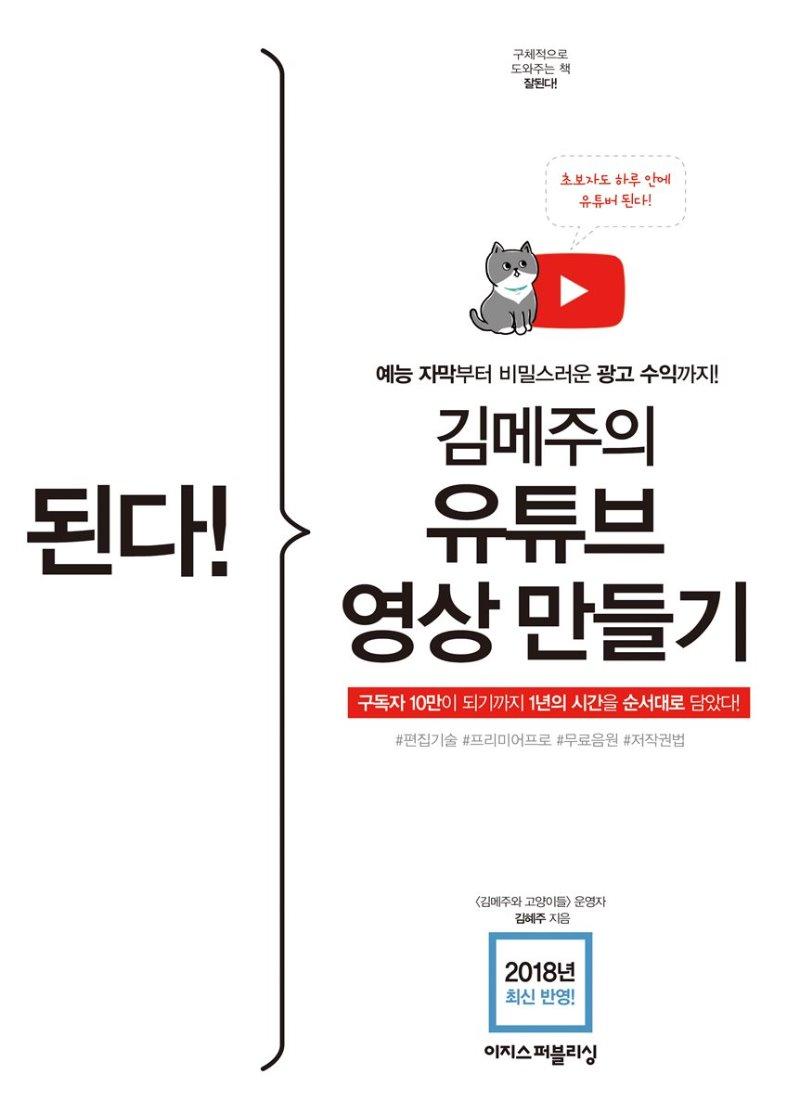 구체적으로
도와주는 책
잘된다!
초보자도 하루 안에
유튜버 된다!
예능 자막부터 비밀스러운 광고 수익까지!
된다!
김메주의
유튜브
영상 만들기
구독자 10만이 되기까지 1년의 시간을 순서대로 담았다!
#편집기술 #프리미어프로 #무료음원 #저작권법
〈김메주와 고양이들〉 운영자
김혜주 지음
2018년
최신 반영!
이지스퍼블리싱